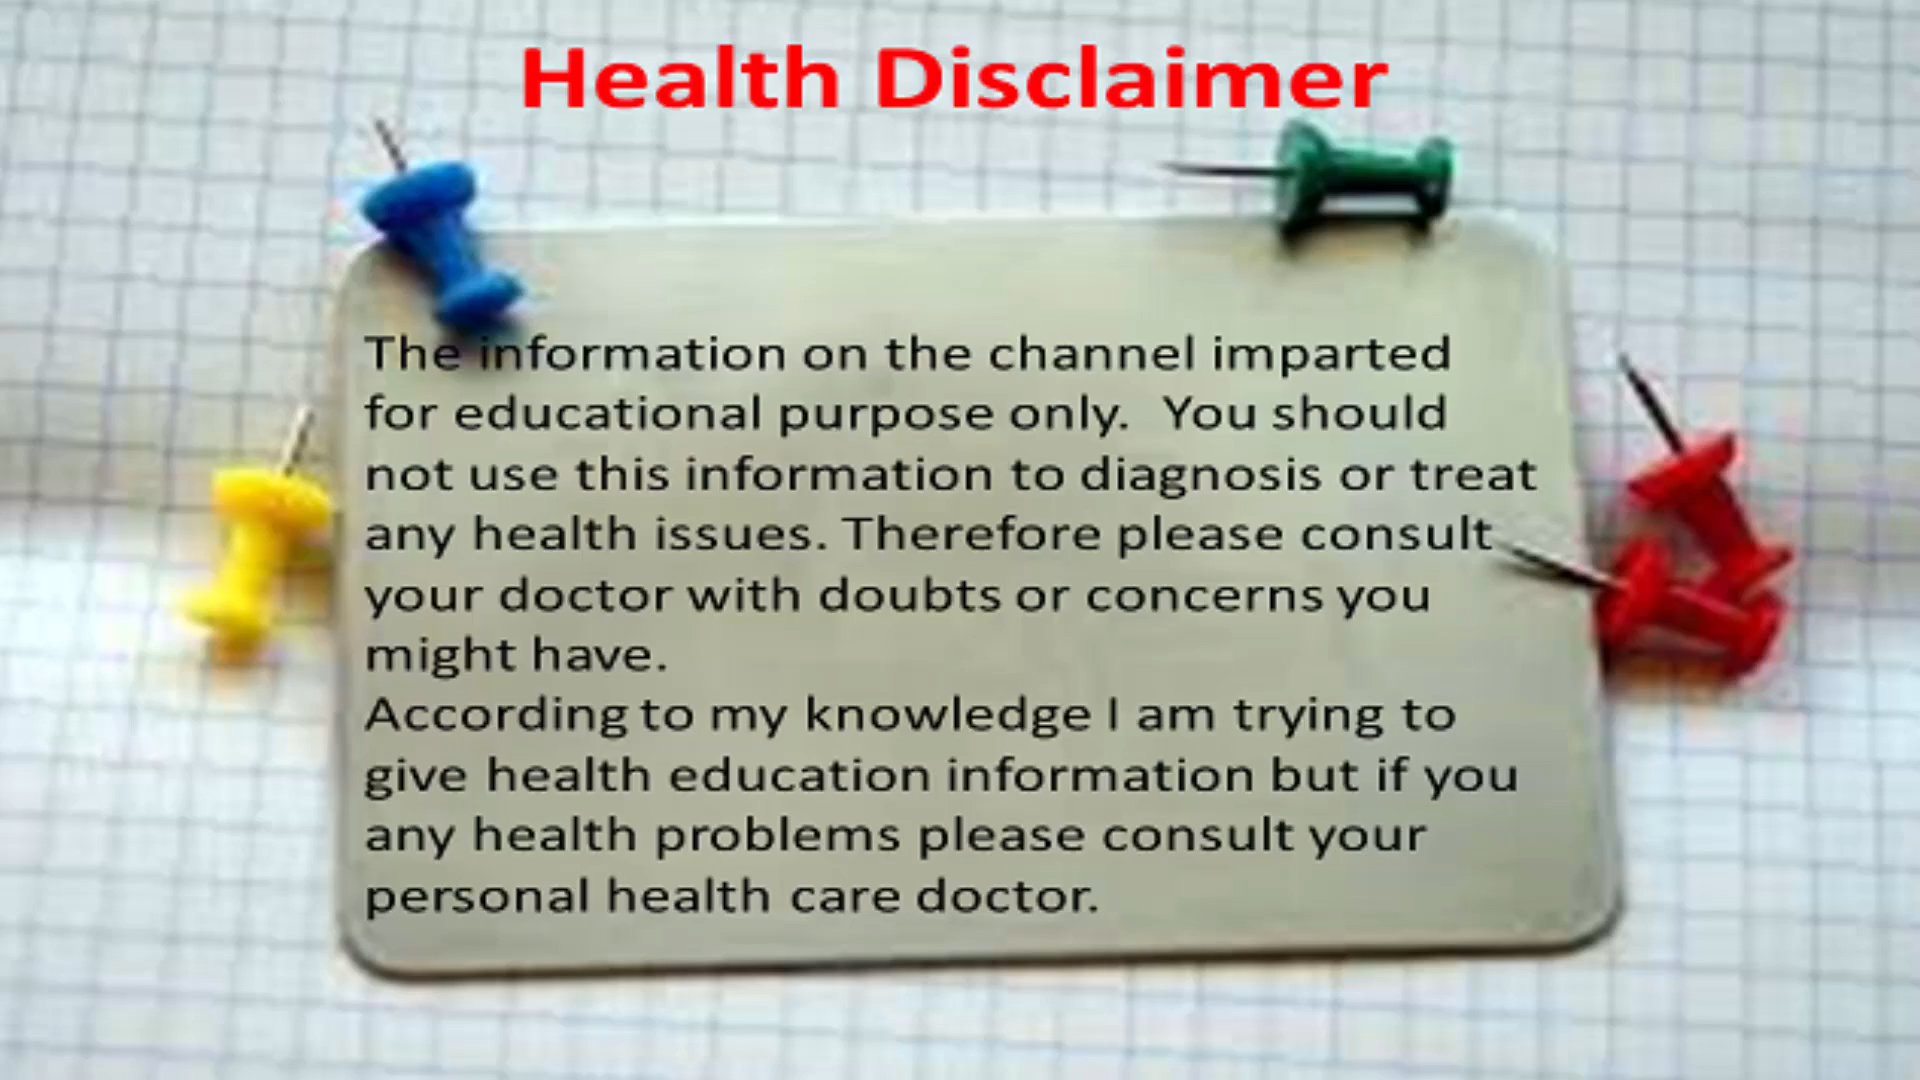 Health Disclaimer
The information on the channel imparted
for educational purpose only.  You should
not use this information to diagnosis or treat
any health issues. Therefore please consult
your doctor with doubts or concerns you
might have.
According to my knowledge I am trying to
give health education information but if you
any health problems please consult your
personal health care doctor.